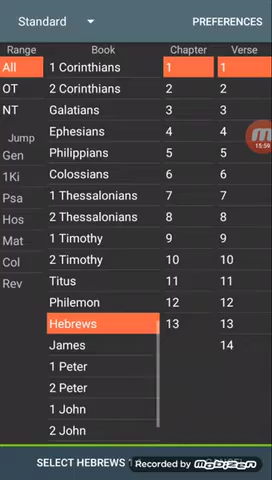 Standard PREFERENCES
Range Book Chapter Verse
All 1 Corinthians 1 1
OT 2 Corinthians 2 2
NT Galatians 3 3
Ephesians 4 4
Jump
Philippians 5 5
Gen
Colossians 6 6
1Ki
1 Thessalonians 7 7
Psa
2 Thessalonians 8 8
Hos
1 Timothy 9 9
Mat
2 Timothy 10 10
Col
Titus 11 11
Rev
Philemon 12 12
Hebrews 13 13
James 14
1 Peter
2 Peter
1 John
2 John
15:59
SELECT HEBREWS
Recorded by mobizen